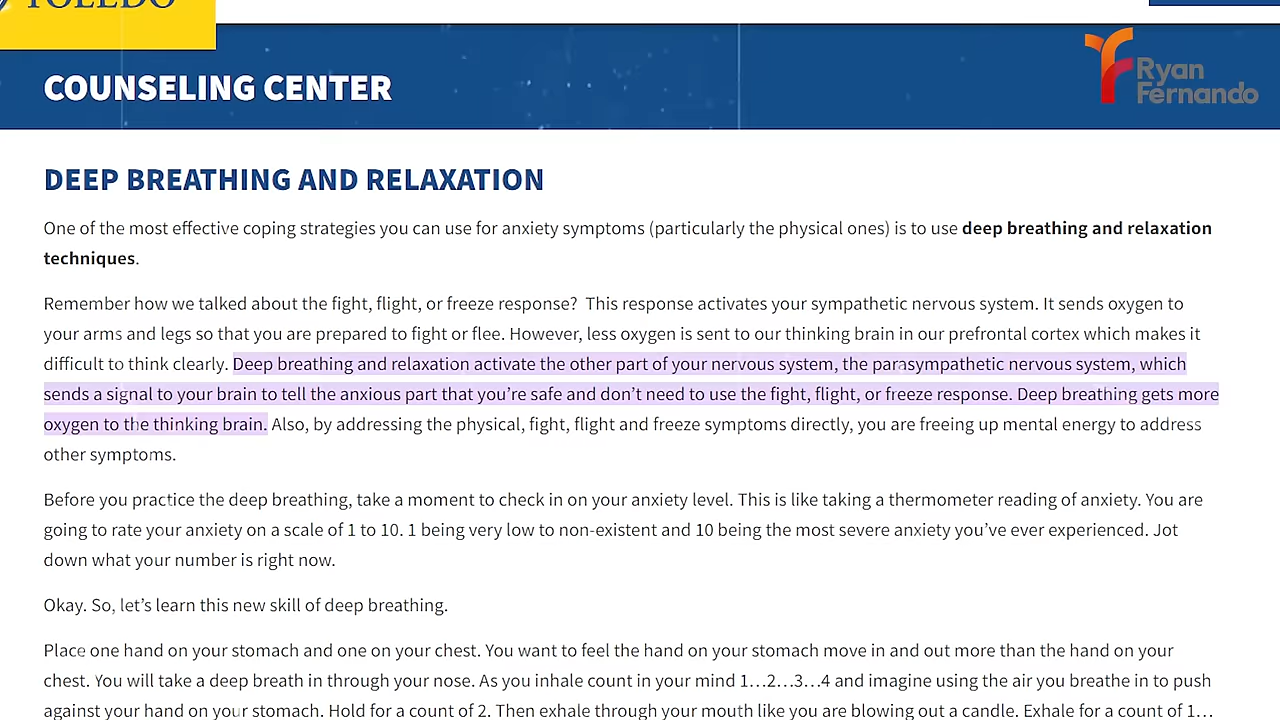 TOLEDO
COUNSELING CENTER
Ryan
Fernando
DEEP BREATHING AND RELAXATION
One of the most effective coping strategies you can use for anxiety symptoms (particularly the physical ones) is to use deep breathing and relaxation
techniques.
Remember how we talked about the fight, flight, or freeze response?  This response activates your sympathetic nervous system. It sends oxygen to
your arms and legs so that you are prepared to fight or flee. However, less oxygen is sent to our thinking brain in our prefrontal cortex which makes it
difficult to think clearly. Deep breathing and relaxation activate the other part of your nervous system, the parasympathetic nervous system, which
sends a signal to your brain to tell the anxious part that you’re safe and don’t need to use the fight, flight, or freeze response. Deep breathing gets more
oxygen to the thinking brain. Also, by addressing the physical, fight, flight and freeze symptoms directly, you are freeing up mental energy to address
other symptoms.
Before you practice the deep breathing, take a moment to check in on your anxiety level. This is like taking a thermometer reading of anxiety. You are
going to rate your anxiety on a scale of 1 to 10. 1 being very low to non-existent and 10 being the most severe anxiety you’ve ever experienced. Jot
down what your number is right now.
Okay. So, let’s learn this new skill of deep breathing.
Place one hand on your stomach and one on your chest. You want to feel the hand on your stomach move in and out more than the hand on your
chest. You will take a deep breath in through your nose. As you inhale count in your mind 1…2…3…4 and imagine using the air you breathe in to push
against your hand on your stomach. Hold for a count of 2. Then exhale through your mouth like you are blowing out a candle. Exhale for a count of 1…